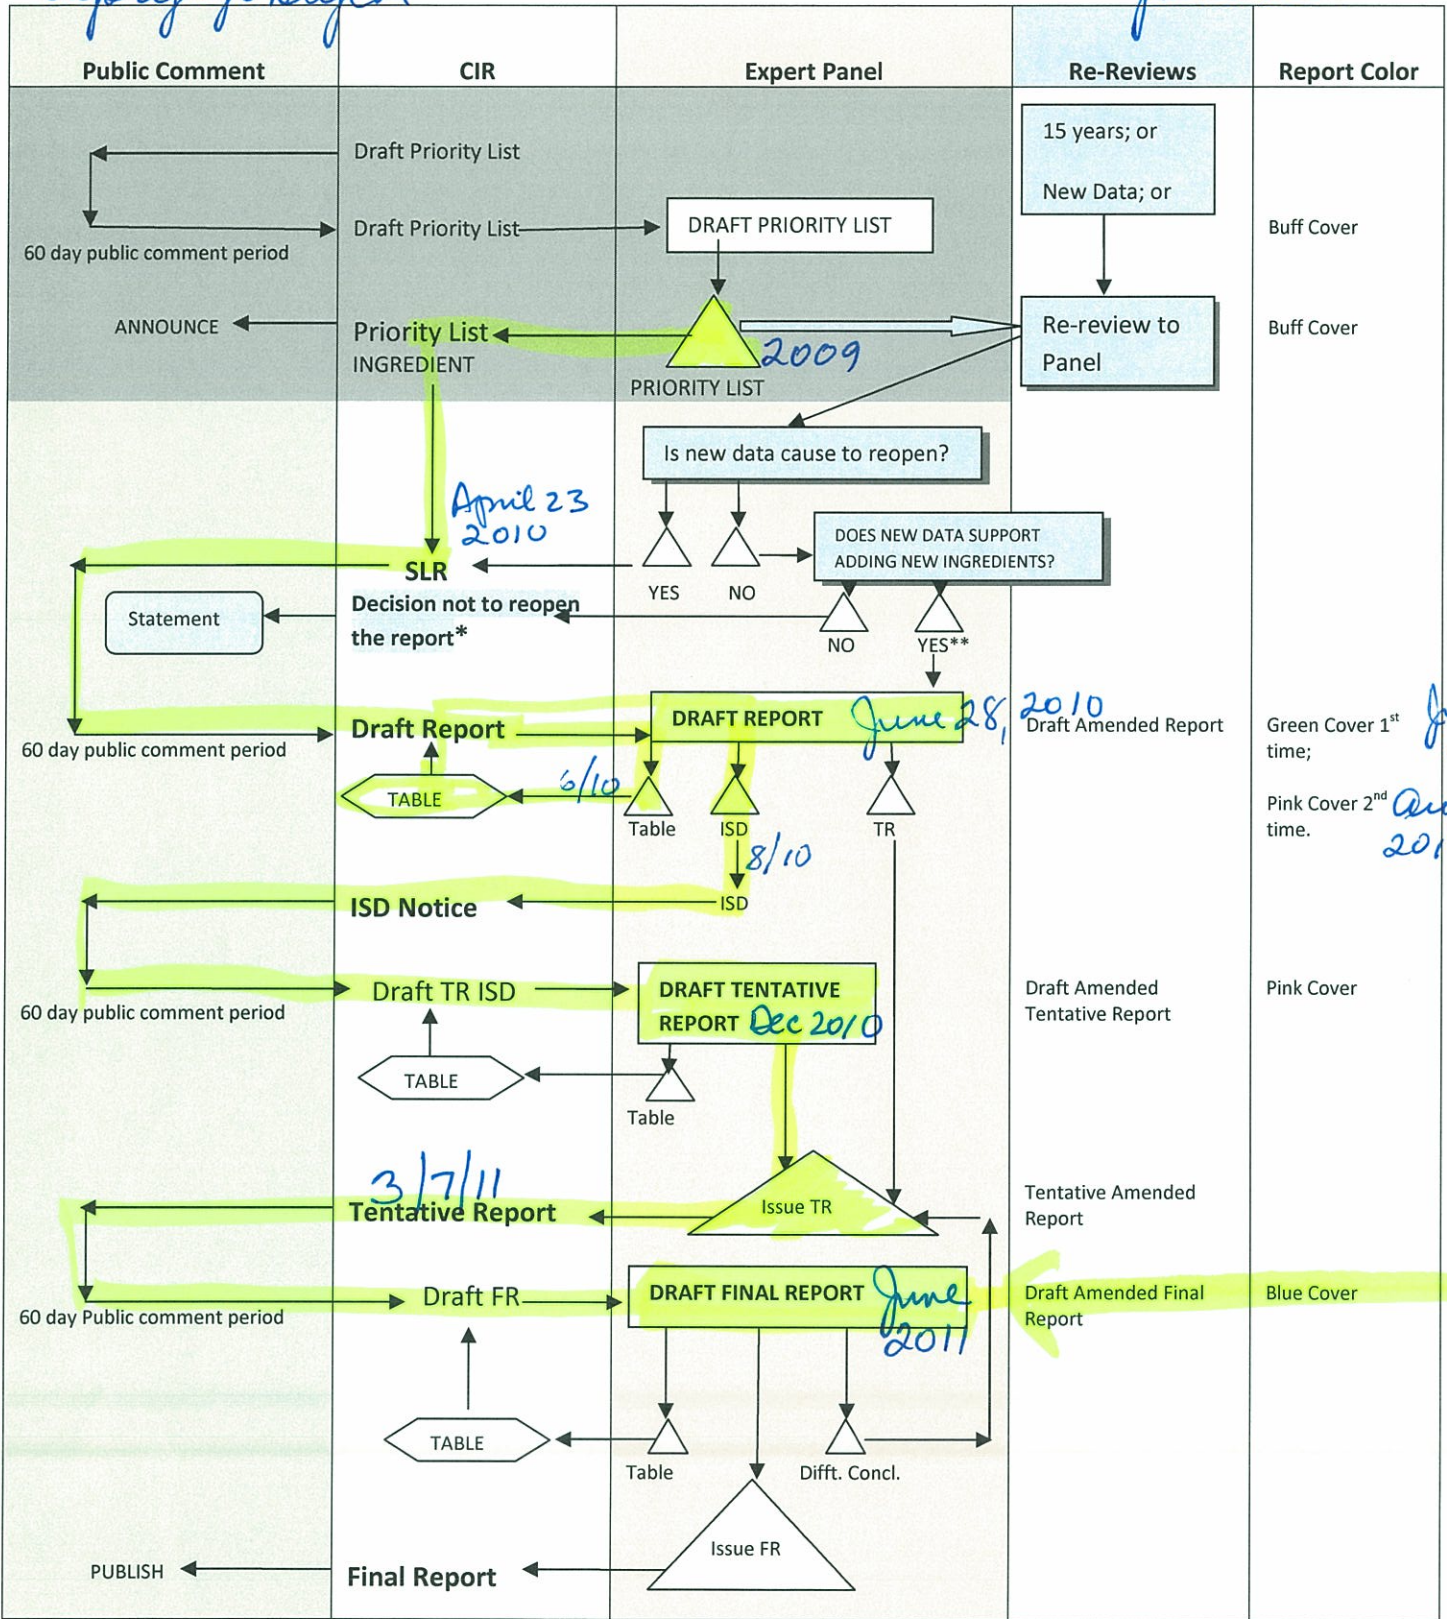 Public Comment
CIR
Expert Panel
Re-Reviews
Report Color
Draft Priority List
15 years; or
New Data; or
60 day public comment period
Draft Priority List
DRAFT PRIORITY LIST
Buff Cover
ANNOUNCE
Priority List
INGREDIENT
2009
PRIORITY LIST
Re-review to
Panel
Buff Cover
Is new data cause to reopen?
April 23
2010
DOES NEW DATA SUPPORT
ADDING NEW INGREDIENTS?
SLR
YES
NO
Statement
Decision not to reopen
the report*
NO
YES**
60 day public comment period
Draft Report
DRAFT REPORT
June 28, 2010
Draft Amended Report
Green Cover 1st
time;
TABLE
6/10
Table
ISD
TR
Pink Cover 2nd
time.
8/10
ISD Notice
ISD
60 day public comment period
Draft TR ISD
DRAFT TENTATIVE
REPORT Dec 2010
Draft Amended
Tentative Report
Pink Cover
TABLE
Table
3/7/11
Tentative Report
Issue TR
Tentative Amended
Report
60 day Public comment period
Draft FR
DRAFT FINAL REPORT
June
2011
Draft Amended Final
Report
Blue Cover
TABLE
Table
Difft. Concl.
Issue FR
PUBLISH
Final Report